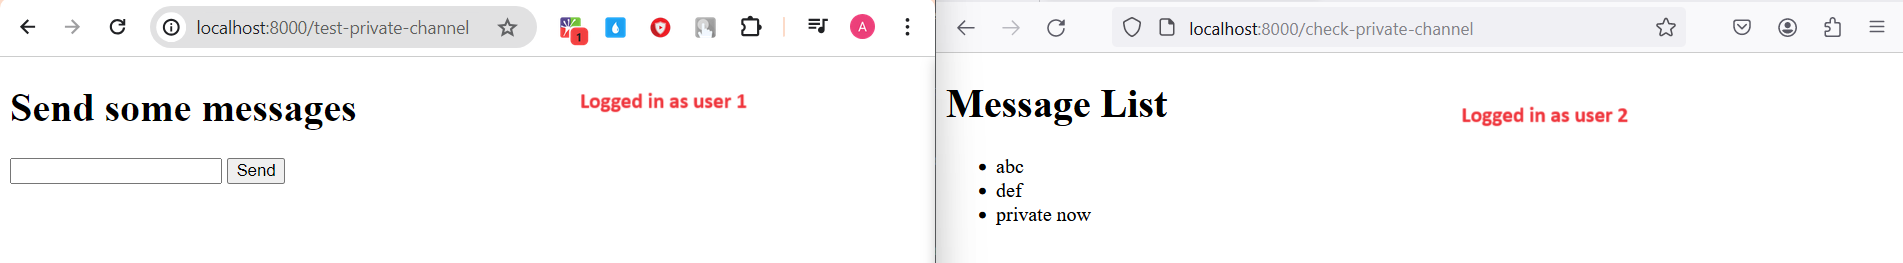 localhost:8000/test-private-channel
1
A
Send some messages
Logged in as user 1
Send
localhost:8000/check-private-channel
Message List
Logged in as user 2
abc
def
private now